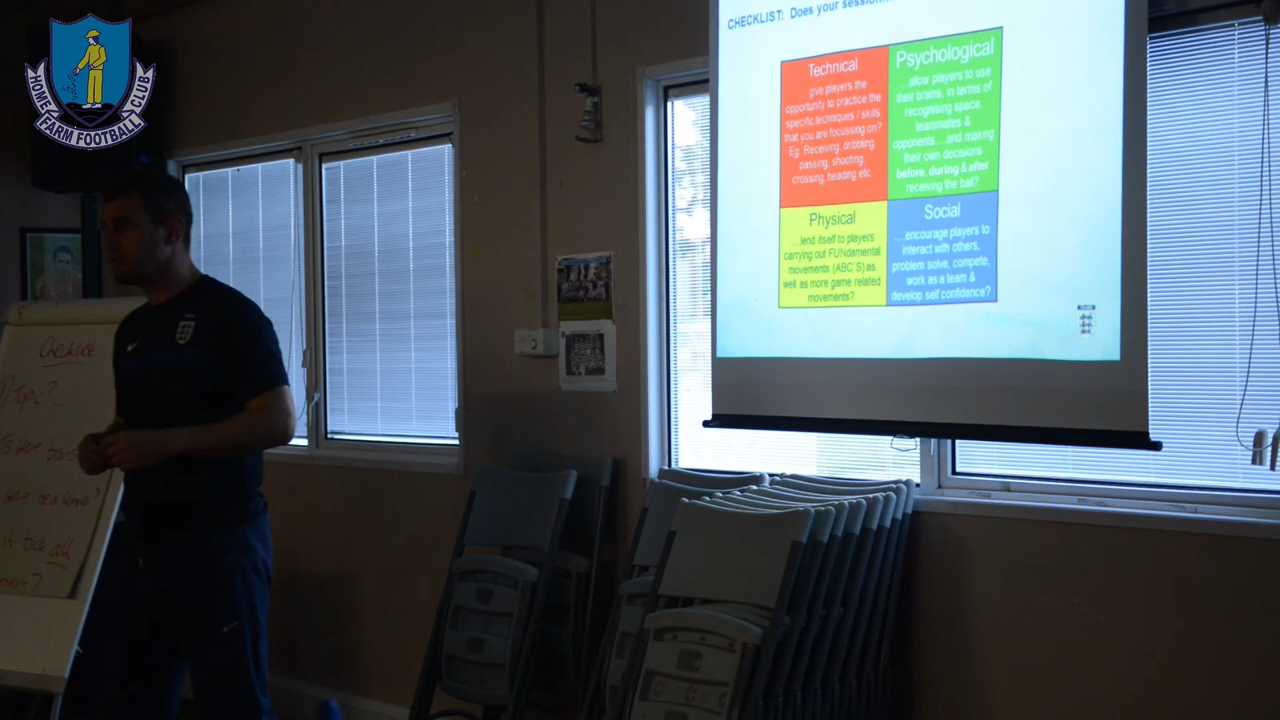 HOME FARM FOOTBALL CLUB
CHECKLIST: Does your
Technical
...give players the
opportunity to practice the
specific techniques / skills
that you are focussing on?
Eg. Receiving, dribbling,
passing, shooting,
crossing, heading etc
Psychological
...allow players to use
their brains, in terms of
recognising space,
teammates &
opponents.....and making
their own decisions
before, during & after
receiving the ball?
Physical
...lend itself to players
carrying out FUNdamental
movements (ABC'S) as
well as more game related
movements?
Social
...encourage players to
interact with others,
problem solve, compete,
work as a team &
develop self confidence?
Checklist
Topic?
all